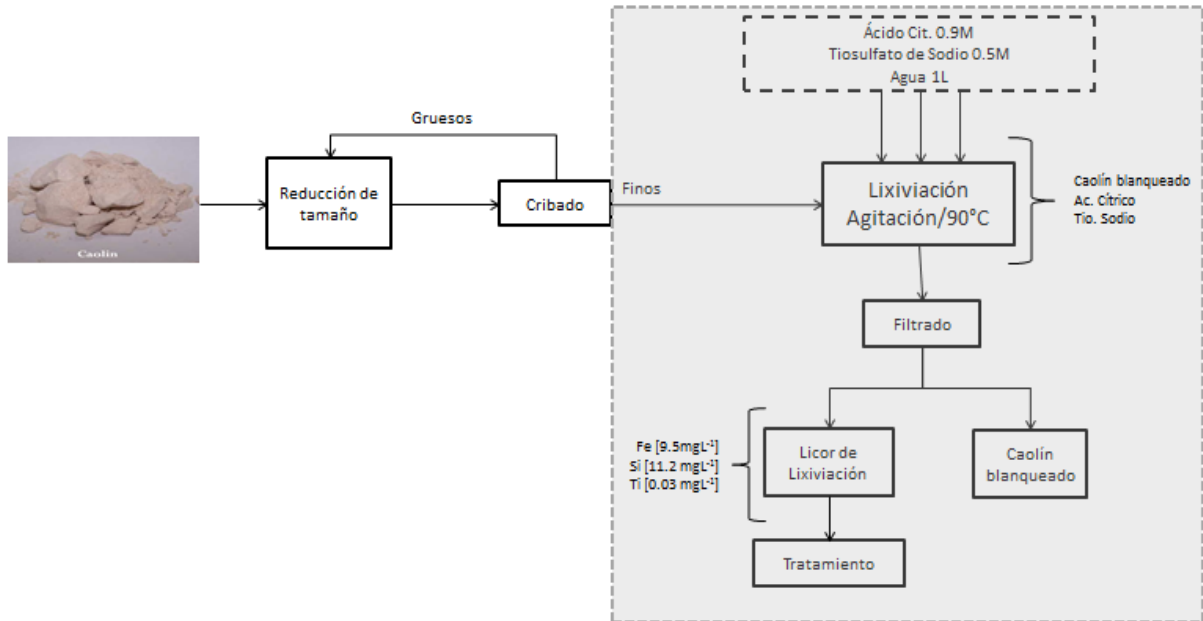 Ácido Cit. 0.9M
Tiosulfato de Sodio 0.5M
Agua 1L
Gruesos
Caolin
Reducción de
tamaño
Cribado
Finos
Lixiviación
Agitación/90°C
Caolín blanqueado
Ac. Cítrico
Tio. Sodio
Filtrado
Fe [9.5mgL⁻¹]
Si [11.2 mgL⁻¹]
Ti [0.03 mgL⁻¹]
Licor de
Lixiviación
Caolín
blanqueado
Tratamiento